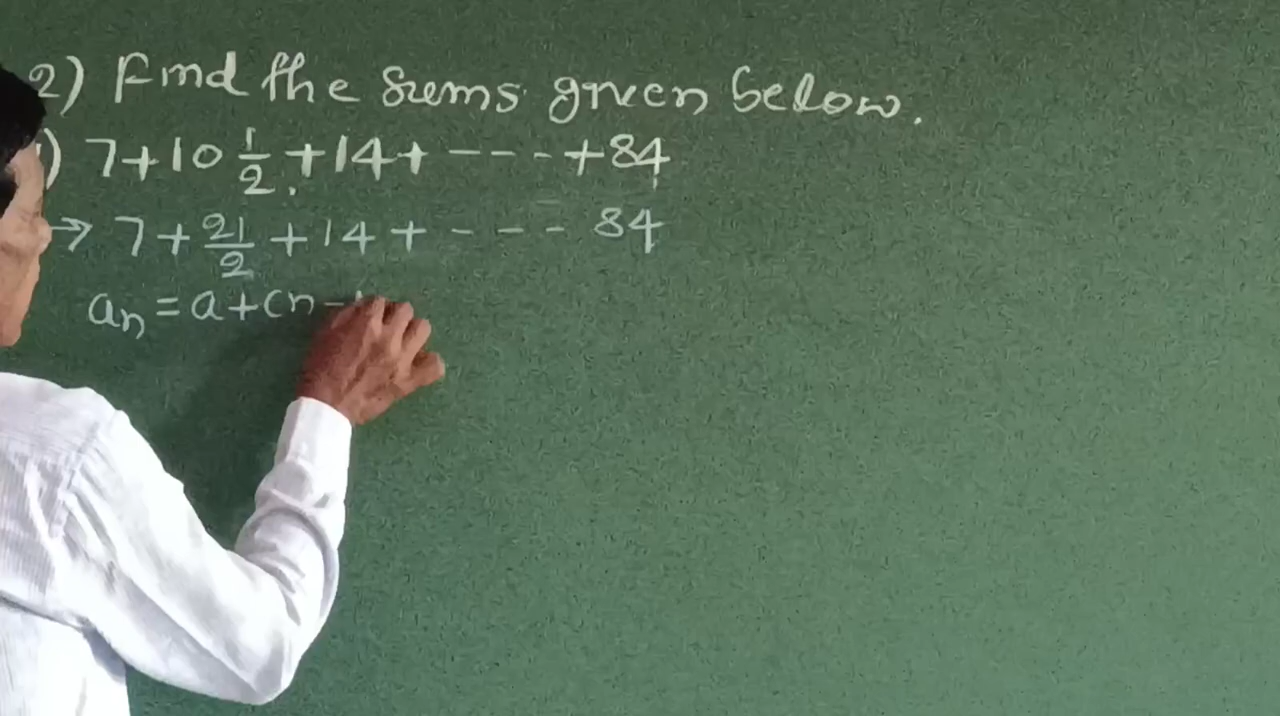 2) Find the sums given below.
) 7+10 1/2 +14+ - - - - +84
→ 7+ 21/2 +14+ - - - 84
an = a+(n-